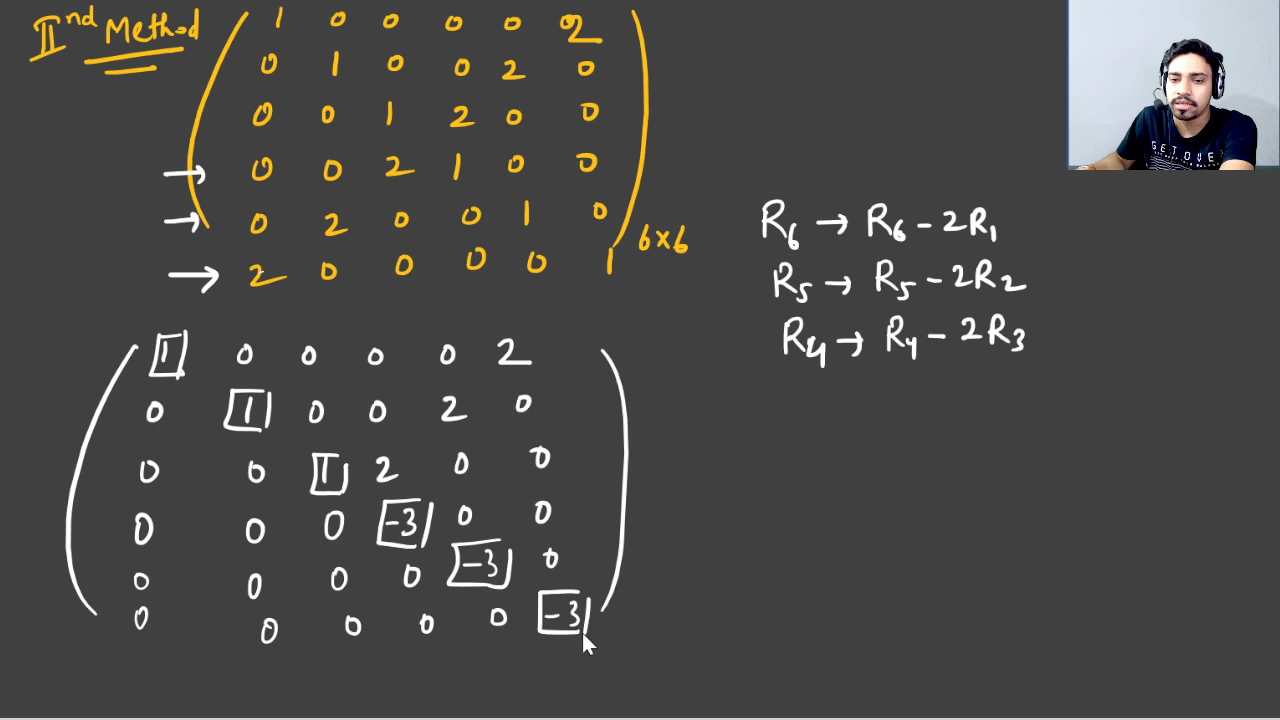 IInd Method
1 0 0 0 0 2
0 1 0 0 2 0
0 0 1 2 0 0
→ 0 0 2 1 0 0
→ 0 2 0 0 1 0
→ 2 0 0 0 0 1
6×6
R6 → R6 - 2R1
R5 → R5 - 2R2
R4 → R4 - 2R3
1 0 0 0 0 2
0 1 0 0 2 0
0 0 1 2 0 0
0 0 0 -3 0 0
0 0 0 0 -3 0
0 0 0 0 0 -3
GETOVER